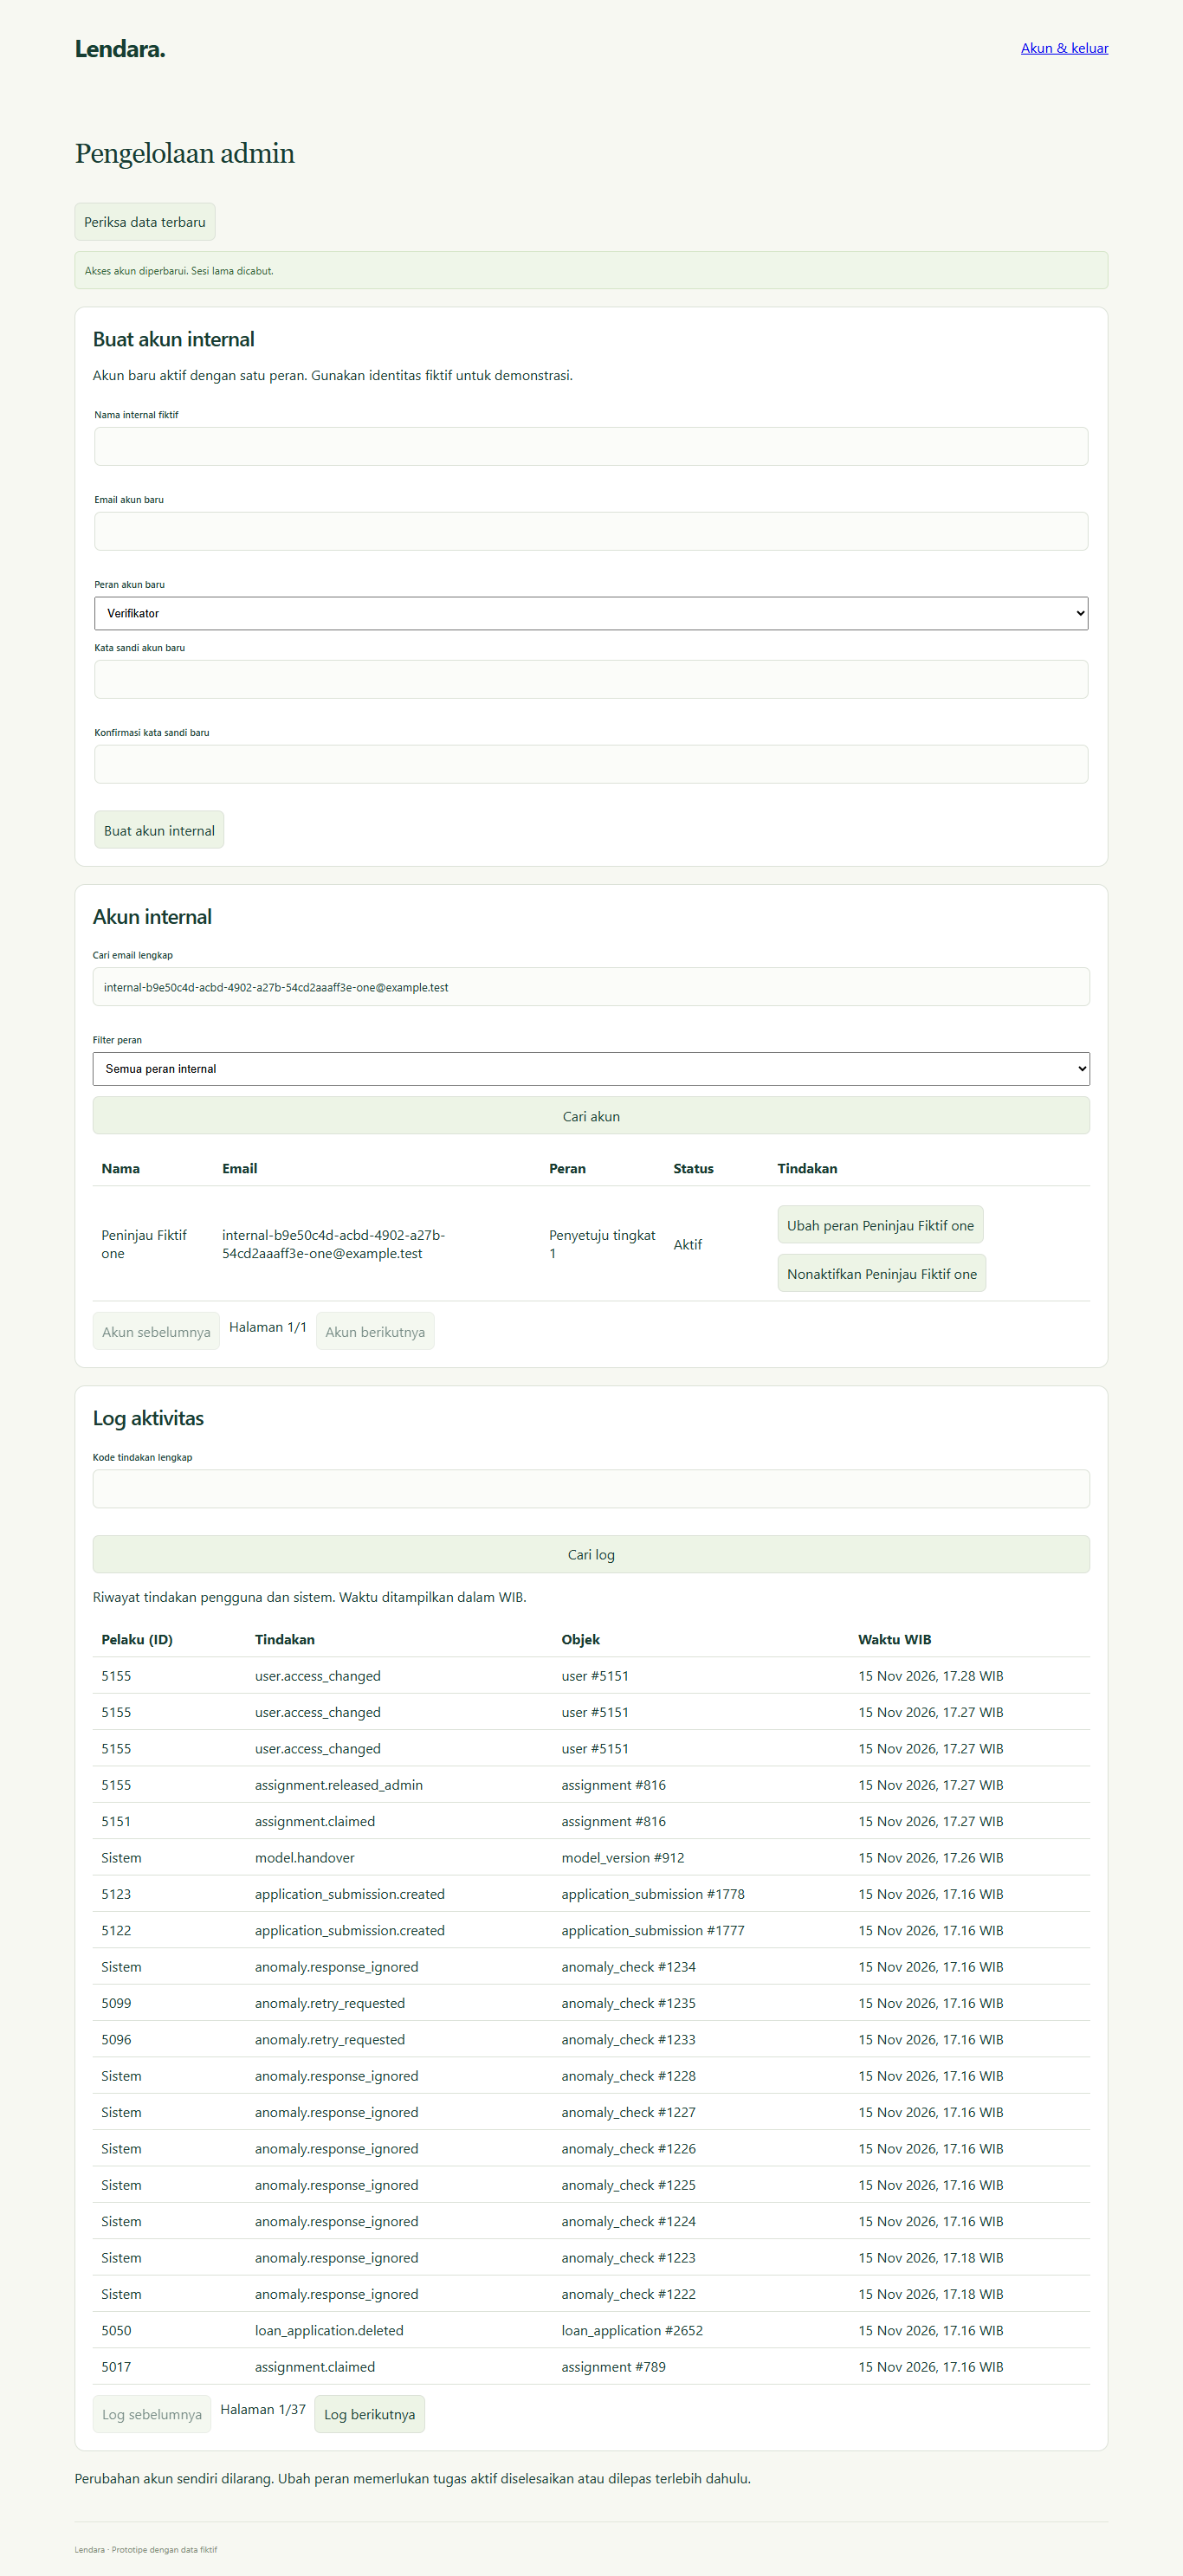 Lendara.
Akun & keluar
Pengelolaan admin
Periksa data terbaru
Akses akun diperbarui. Sesi lama dicabut.
Buat akun internal
Akun baru aktif dengan satu peran. Gunakan identitas fiktif untuk demonstrasi.
Nama internal fiktif
Email akun baru
Peran akun baru
Verifikator
Kata sandi akun baru
Konfirmasi kata sandi baru
Buat akun internal
Akun internal
Cari email lengkap
internal-b9e50c4d-acbd-4902-a27b-54cd2aaaff3e-one@example.test
Filter peran
Semua peran internal
Cari akun
Nama Email Peran Status Tindakan
Peninjau Fiktif one
internal-b9e50c4d-acbd-4902-a27b-54cd2aaaff3e-one@example.test
Penyetuju tingkat 1
Aktif
Ubah peran Peninjau Fiktif one
Nonaktifkan Peninjau Fiktif one
Akun sebelumnya Halaman 1/1 Akun berikutnya
Log aktivitas
Kode tindakan lengkap
Cari log
Riwayat tindakan pengguna dan sistem. Waktu ditampilkan dalam WIB.
Pelaku (ID) Tindakan Objek Waktu WIB
5155 user.access_changed user #5151 15 Nov 2026, 17.28 WIB
5155 user.access_changed user #5151 15 Nov 2026, 17.27 WIB
5155 user.access_changed user #5151 15 Nov 2026, 17.27 WIB
5155 assignment.released_admin assignment #816 15 Nov 2026, 17.27 WIB
5151 assignment.claimed assignment #816 15 Nov 2026, 17.27 WIB
Sistem model.handover model_version #912 15 Nov 2026, 17.26 WIB
5123 application_submission.created application_submission #1778 15 Nov 2026, 17.16 WIB
5122 application_submission.created application_submission #1777 15 Nov 2026, 17.16 WIB
Sistem anomaly.response_ignored anomaly_check #1234 15 Nov 2026, 17.16 WIB
5099 anomaly.retry_requested anomaly_check #1235 15 Nov 2026, 17.16 WIB
5096 anomaly.retry_requested anomaly_check #1233 15 Nov 2026, 17.16 WIB
Sistem anomaly.response_ignored anomaly_check #1228 15 Nov 2026, 17.16 WIB
Sistem anomaly.response_ignored anomaly_check #1227 15 Nov 2026, 17.16 WIB
Sistem anomaly.response_ignored anomaly_check #1226 15 Nov 2026, 17.16 WIB
Sistem anomaly.response_ignored anomaly_check #1225 15 Nov 2026, 17.16 WIB
Sistem anomaly.response_ignored anomaly_check #1224 15 Nov 2026, 17.16 WIB
Sistem anomaly.response_ignored anomaly_check #1223 15 Nov 2026, 17.18 WIB
Sistem anomaly.response_ignored anomaly_check #1222 15 Nov 2026, 17.18 WIB
5050 loan_application.deleted loan_application #2652 15 Nov 2026, 17.16 WIB
5017 assignment.claimed assignment #789 15 Nov 2026, 17.16 WIB
Log sebelumnya Halaman 1/37 Log berikutnya
Perubahan akun sendiri dilarang. Ubah peran memerlukan tugas aktif diselesaikan atau dilepas terlebih dahulu.
Lendara · Prototipe dengan data fiktif